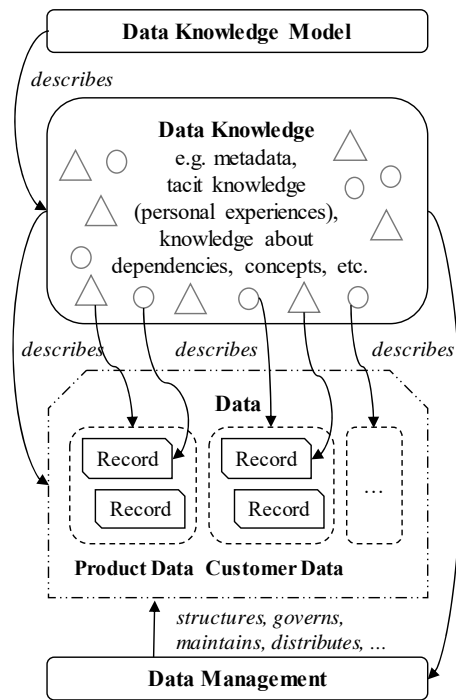 Data Knowledge Model
describes
Data Knowledge
e.g. metadata,
tacit knowledge
(personal experiences),
knowledge about
dependencies, concepts, etc.
describes describes describes
Data
Record Record
...
Record Record
Product Data Customer Data
structures, governs,
maintains, distributes, ...
Data Management